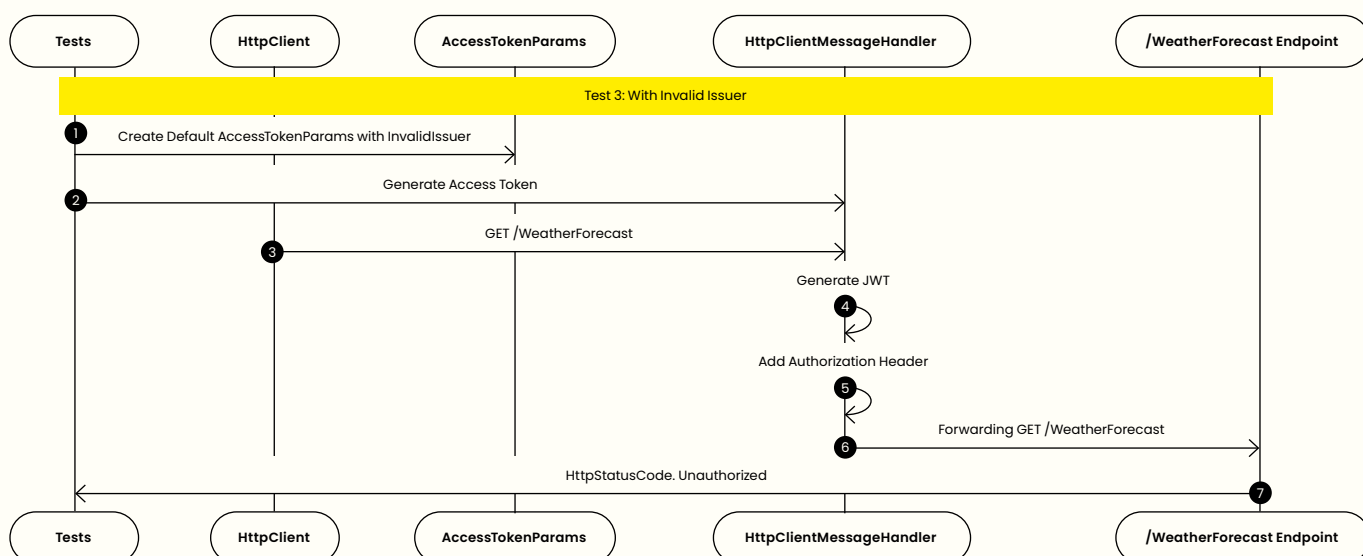 Tests
HttpClient
AccessTokenParams
HttpClientMessageHandler
/WeatherForecast Endpoint
Test 3: With Invalid Issuer
1
Create Default AccessTokenParams with InvalidIssuer
Generate Access Token
2
GET /WeatherForecast
3
Generate JWT
4
Add Authorization Header
5
Forwarding GET /WeatherForecast
6
HttpStatusCode. Unauthorized
7
Tests
HttpClient
AccessTokenParams
HttpClientMessageHandler
/WeatherForecast Endpoint